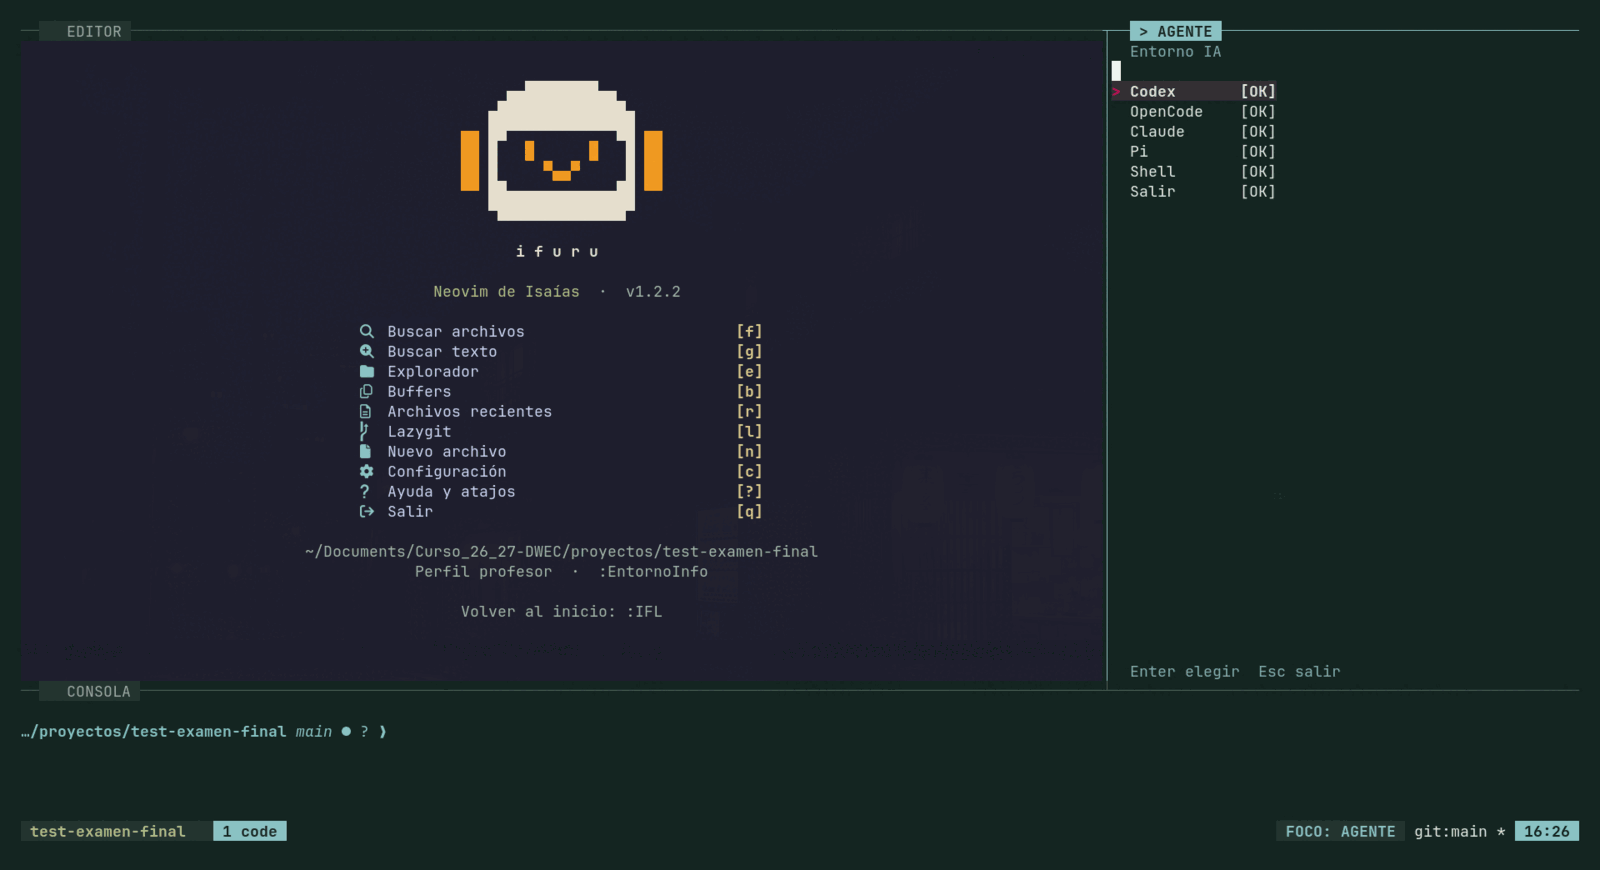 EDITOR
i f u r u
Neovim de Isaías · v1.2.2
Buscar archivos [f]
Buscar texto [g]
Explorador [e]
Buffers [b]
Archivos recientes [r]
Lazygit [l]
Nuevo archivo [n]
Configuración [c]
? Ayuda y atajos [?]
Salir [q]
~/Documents/Curso_26_27-DWEC/proyectos/test-examen-final
Perfil profesor · :EntornoInfo
Volver al inicio: :IFL
> AGENTE
Entorno IA
> Codex [OK]
OpenCode [OK]
Claude [OK]
Pi [OK]
Shell [OK]
Salir [OK]
Enter elegir Esc salir
CONSOLA
…/proyectos/test-examen-final main ● ? ❯
test-examen-final 1 code
FOCO: AGENTE git:main * 16:26